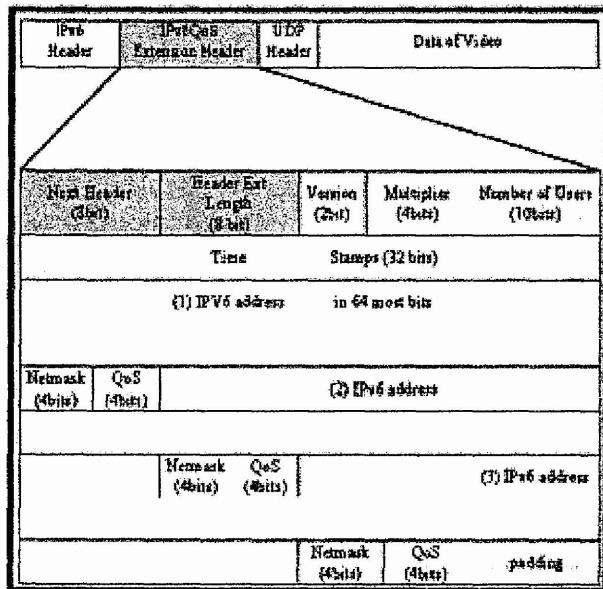 IPv6 Header
IPv6QoS Extension Header
UDP Header
Data of Video
Next Header (8bit)
Header Ext Length (8 bit)
Version (2bit)
Multiplier (4bits)
Number of Users (10bits)
Time Stamps (32 bits)
(1) IPV6 address in 64 most bits
Netmask (4bits)
QoS (4bits)
(2) IPv6 address
Netmask (4bits)
QoS (4bits)
(3) IPv6 address
Netmask (4bits)
QoS (4bits)
padding